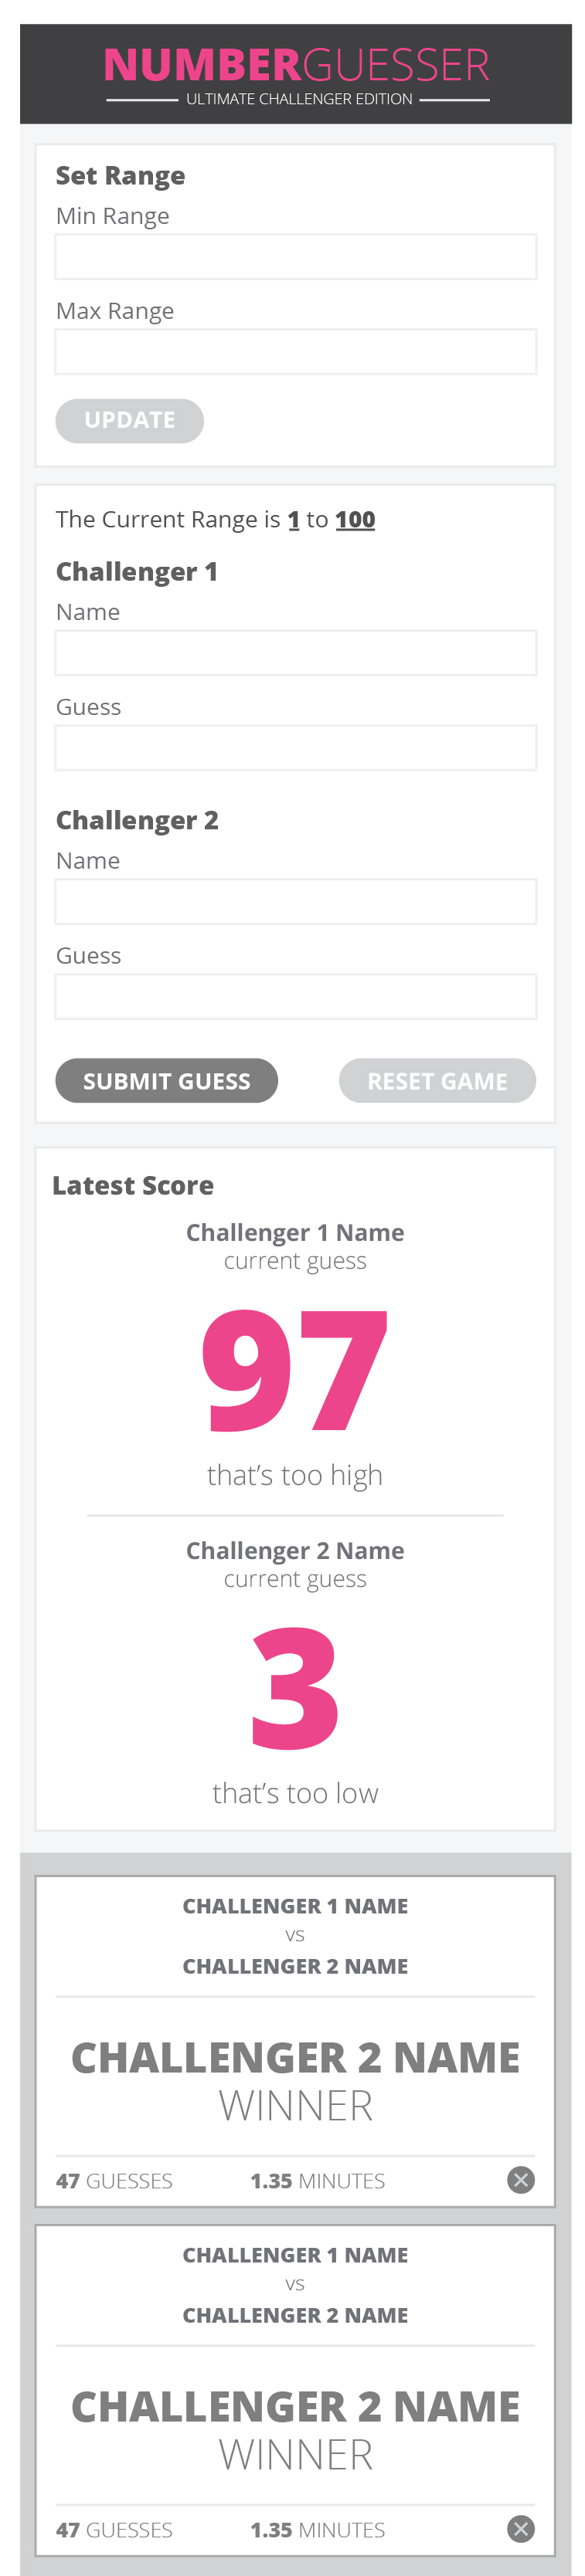 NUMBERGUESSER
ULTIMATE CHALLENGER EDITION
Set Range
Min Range
Max Range
UPDATE
The Current Range is 1 to 100
Challenger 1
Name
Guess
Challenger 2
Name
Guess
SUBMIT GUESS RESET GAME
Latest Score
Challenger 1 Name
current guess
97
that's too high
Challenger 2 Name
current guess
3
that's too low
CHALLENGER 1 NAME
VS
CHALLENGER 2 NAME
CHALLENGER 2 NAME
WINNER
47 GUESSES 1.35 MINUTES
CHALLENGER 1 NAME
VS
CHALLENGER 2 NAME
CHALLENGER 2 NAME
WINNER
47 GUESSES 1.35 MINUTES